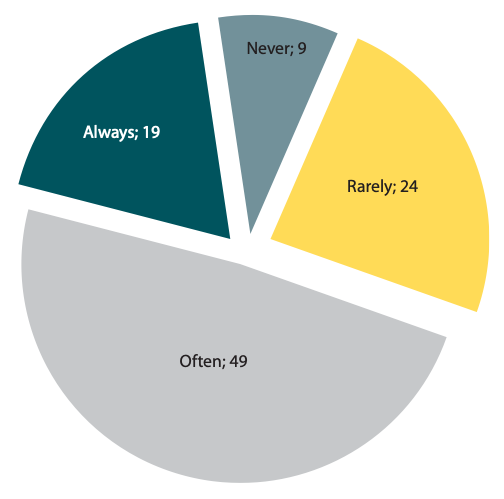 Never; 9
Always; 19
Rarely; 24
Often; 49